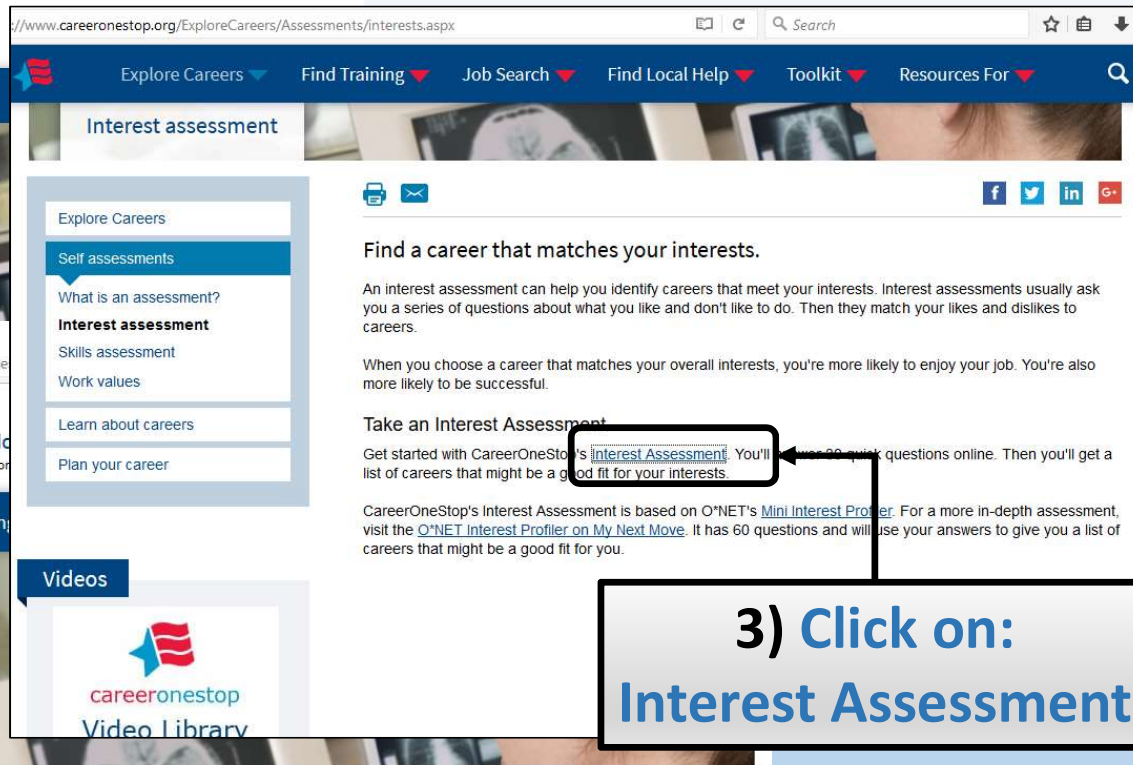 ://www.careeronestop.org/ExploreCareers/Assessments/interests.aspx
Search
Explore Careers
Find Training
Job Search
Find Local Help
Toolkit
Resources For
Interest assessment
Explore Careers
Self assessments
What is an assessment?
Interest assessment
Skills assessment
Work values
Learn about careers
Plan your career
Videos
careeronestop
Video Library
f
in
G+
Find a career that matches your interests.
An interest assessment can help you identify careers that meet your interests. Interest assessments usually ask
you a series of questions about what you like and don't like to do. Then they match your likes and dislikes to
careers.
When you choose a career that matches your overall interests, you're more likely to enjoy your job. You're also
more likely to be successful.
Take an Interest Assessment
Get started with CareerOneStop's Interest Assessment. You'll answer 30 quick questions online. Then you'll get a
list of careers that might be a good fit for your interests.
CareerOneStop's Interest Assessment is based on O*NET's Mini Interest Profiler. For a more in-depth assessment,
visit the O*NET Interest Profiler on My Next Move. It has 60 questions and will use your answers to give you a list of
careers that might be a good fit for you.
3) Click on:
Interest Assessment